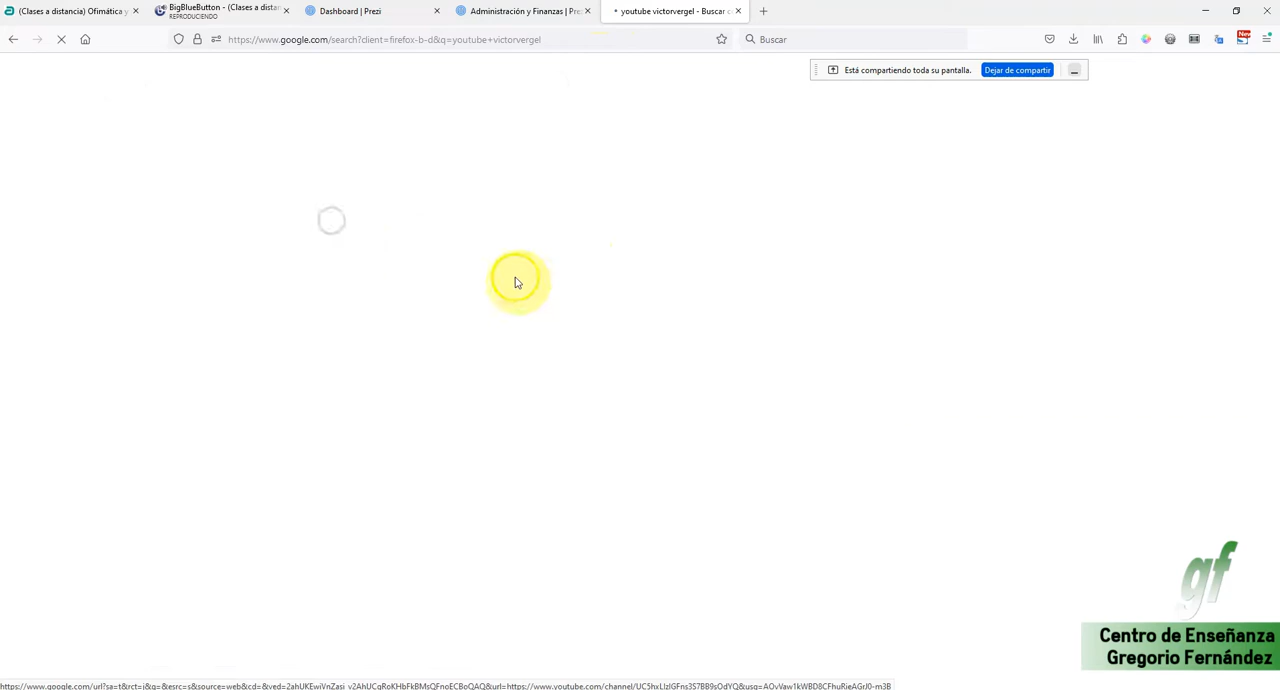 (Clases a distancia) Ofimática y
BigBlueButton - (Clases a distan
REPRODUCIENDO
Dashboard | Prezi
Administración y Finanzas | Pre
youtube victorvergel - Buscar c
https://www.google.com/search?client=firefox-b-d&q=youtube+victorvergel
Buscar
New
Está compartiendo toda su pantalla.
Dejar de compartir
gf
Centro de Enseñanza
Gregorio Fernández